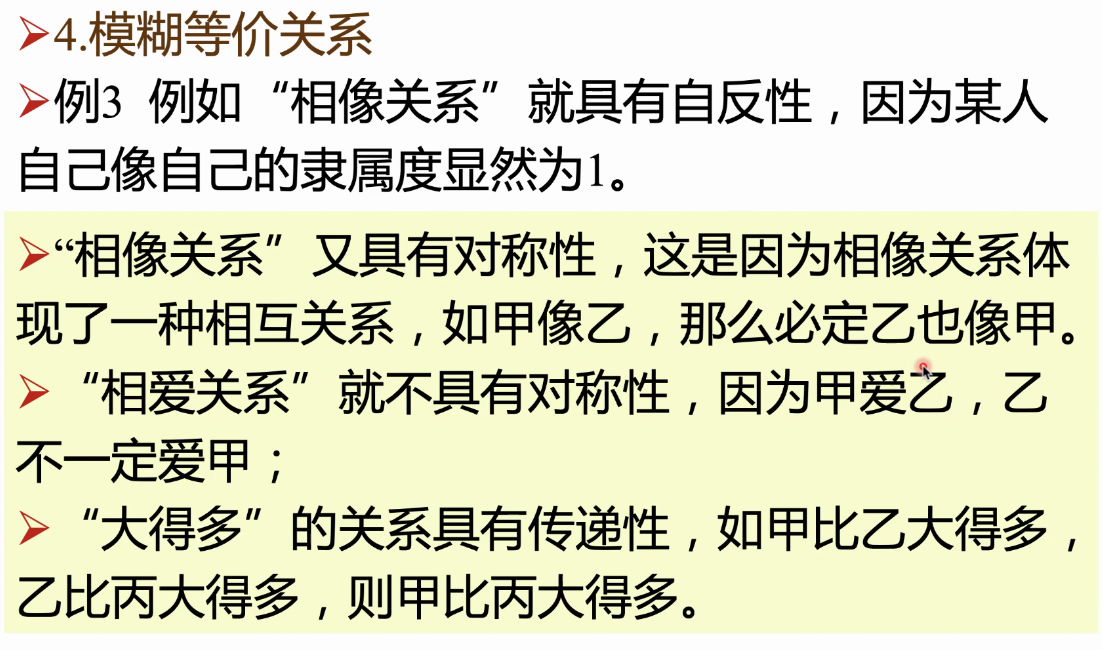 ➢4.模糊等价关系
➢例3 例如“相像关系”就具有自反性，因为某人
自己像自己的隶属度显然为1。
➢“相像关系”又具有对称性，这是因为相像关系体
现了一种相互关系，如甲像乙，那么必定乙也像甲。
➢“相爱关系”就不具有对称性，因为甲爱乙，乙
不一定爱甲；
➢“大得多”的关系具有传递性，如甲比乙大得多，
乙比丙大得多，则甲比丙大得多。